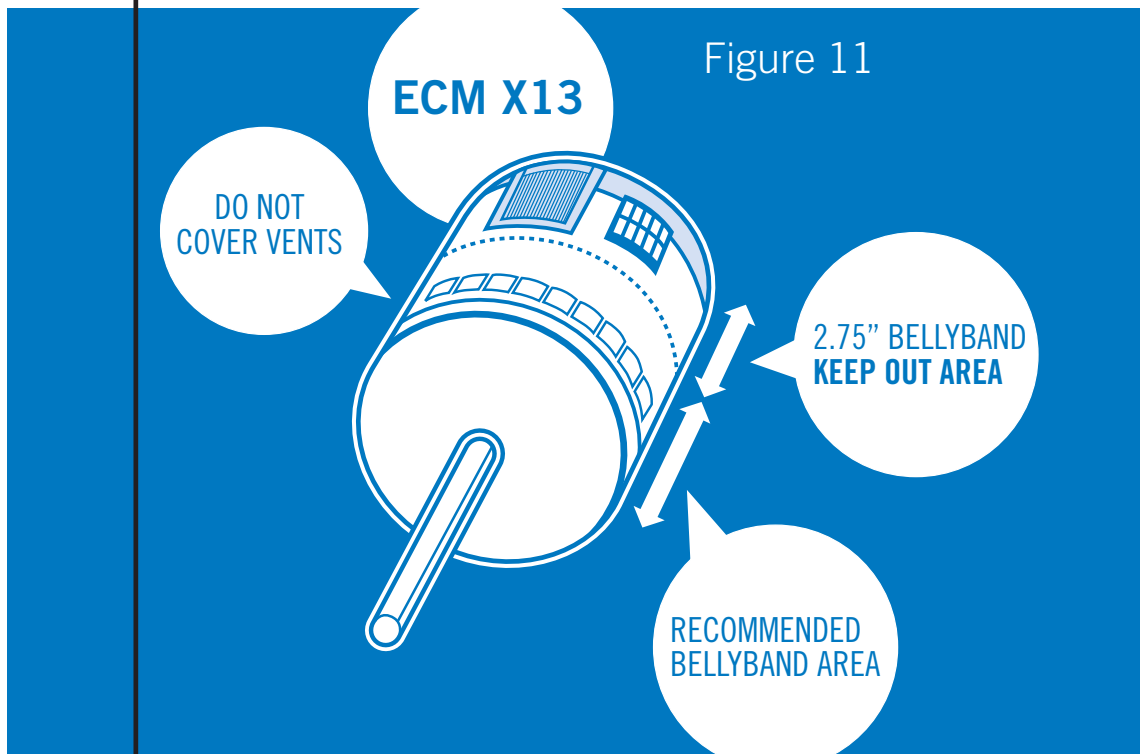 Figure 11
ECM X13
DO NOT
COVER VENTS
2.75” BELLYBAND
KEEP OUT AREA
RECOMMENDED
BELLYBAND AREA